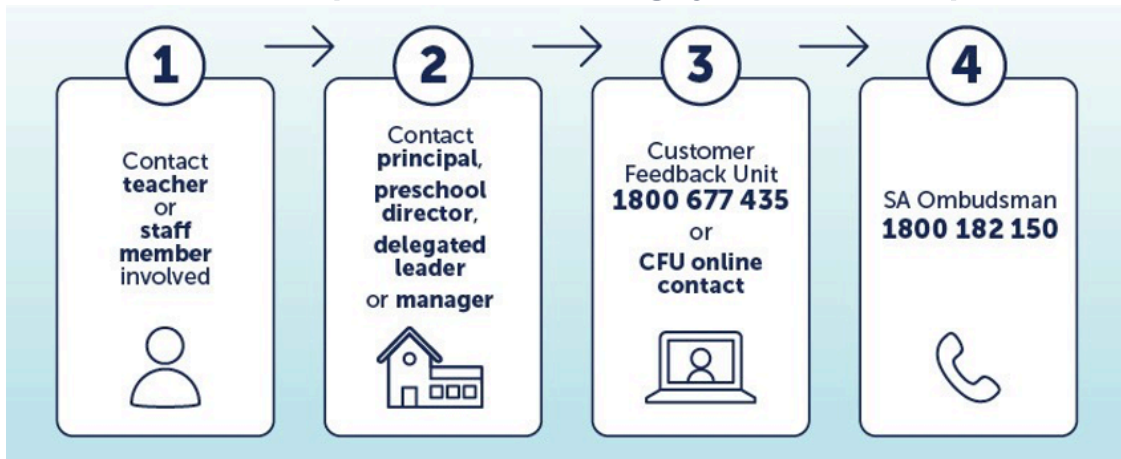 1
Contact
teacher
or
staff
member
involved
2
Contact
principal,
preschool
director,
delegated
leader
or manager
3
Customer
Feedback Unit
1800 677 435
or
CFU online
contact
4
SA Ombudsman
1800 182 150